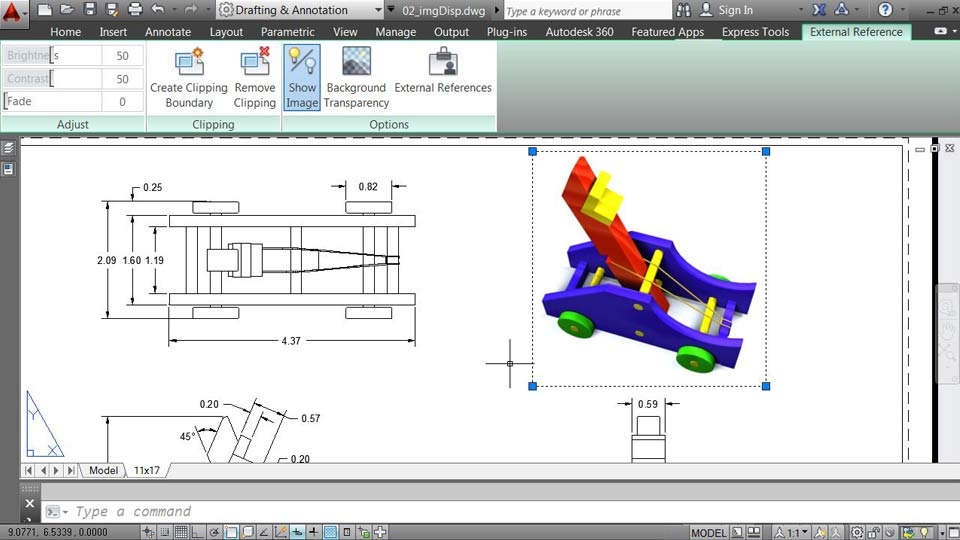 Drafting & Annotation
02_imgDisp.dwg
Type a keyword or phrase
Sign In
Home Insert Annotate Layout Parametric View Manage Output Plug-ins Autodesk 360 Featured Apps Express Tools External Reference
Brightness 50
Contrast 50
Fade 0
Create Clipping
Boundary
Remove
Clipping
Show
Image
Background
Transparency
External References
Adjust Clipping Options
0.25
0.82
2.09 1.60 1.19
4.37
0.20
0.57
45°
0.20
0.59
Y
X
Model 11x17
Type a command
9.0771, 6.5339, 0.0000
MODEL
1:1